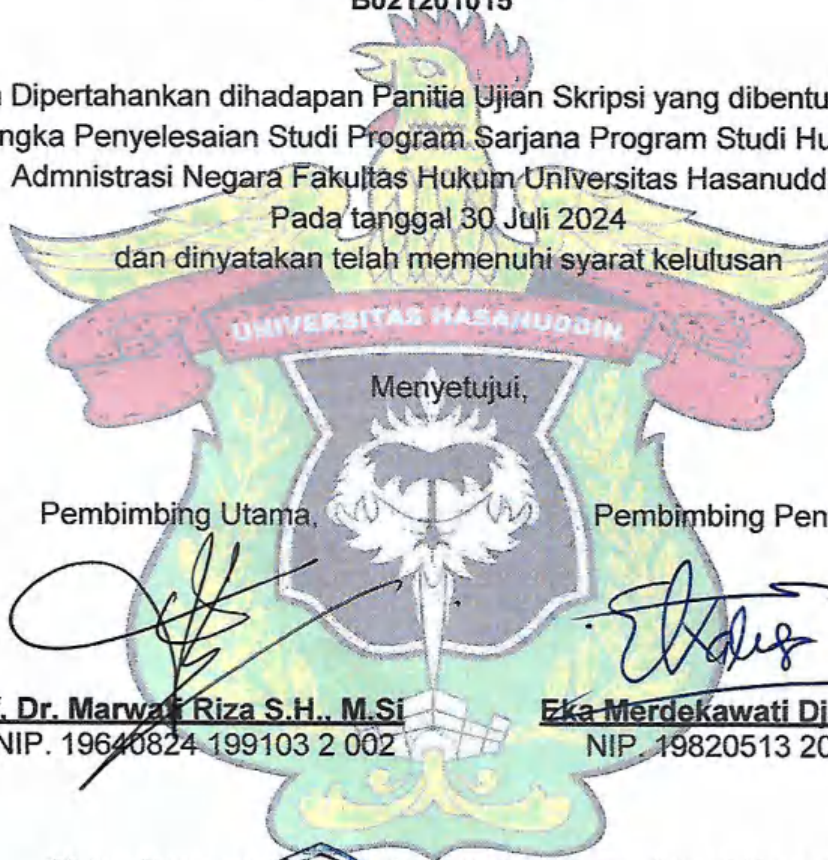 B021201015
Dipertahankan dihadapan Panitia Ujian Skripsi yang dibentu
ngka Penyelesaian Studi Program Sarjana Program Studi Hu
Admnistrasi Negara Fakultas Hukum Universitas Hasanudd
Pada tanggal 30 Juli 2024
dan dinyatakan telah memenuhi syarat kelulusan
UNIVERSITAS HASANUDDIN
Menyetujui,
Pembimbing Utama, Pembimbing Pen
. Dr. Marwati Riza S.H., M.Si Eka Merdekawati Dj
NIP. 19640824 199103 2 002 NIP. 19820513 20